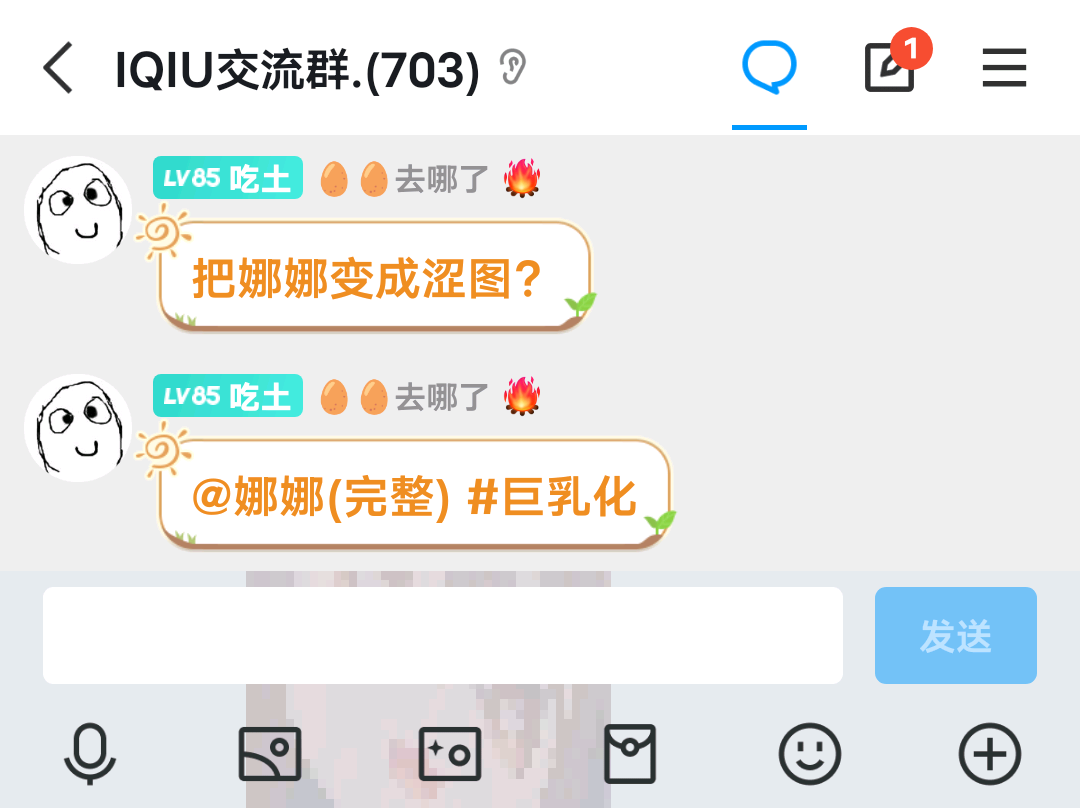 IQIU交流群.(703)
1
LV85 吃土 🥚🥚去哪了 🔥
把娜娜变成涩图?
LV85 吃土 🥚🥚去哪了 🔥
@娜娜(完整) #巨乳化
发送